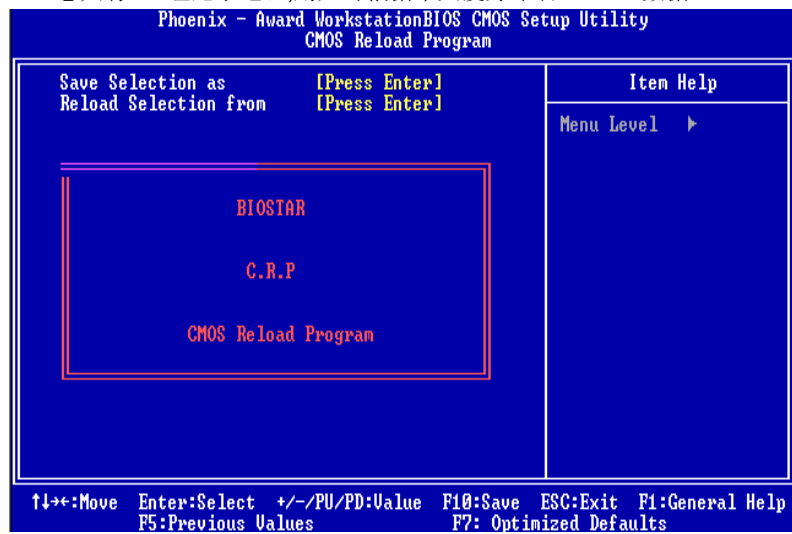 Phoenix - Award WorkstationBIOS CMOS Setup Utility
CMOS Reload Program
Save Selection as [Press Enter]
Reload Selection from [Press Enter]
Item Help
Menu Level ▶
BIOSTAR
C.R.P
CMOS Reload Program
↑↓→←:Move Enter:Select +/-/PU/PD:Value F10:Save ESC:Exit F1:General Help
F5:Previous Values F7: Optimized Defaults